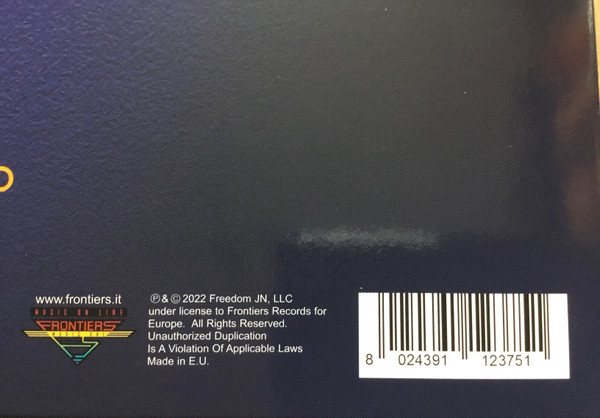 www.frontiers.it
MUSIC ON LINE
FRONTIERS
℗ & © 2022 Freedom JN, LLC
under license to Frontiers Records for
Europe. All Rights Reserved.
Unauthorized Duplication
Is A Violation Of Applicable Laws
Made in E.U.
8 024391 123751